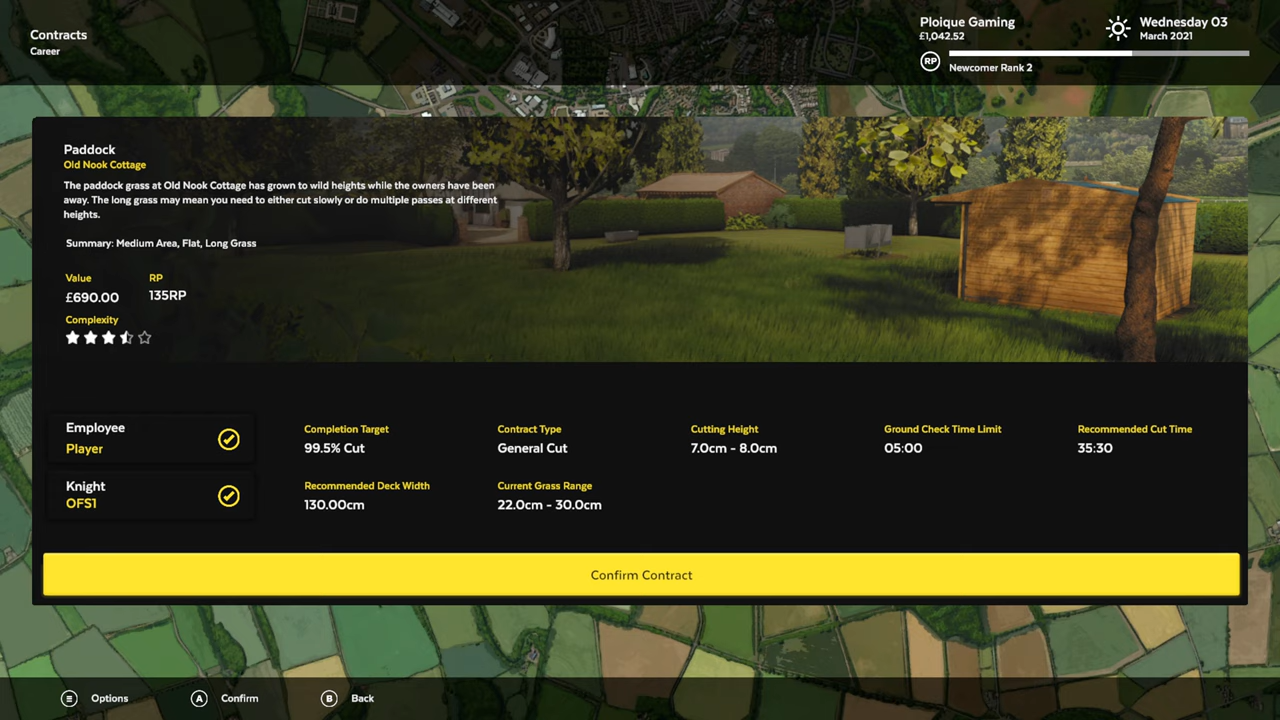 Contracts
Career
Ploique Gaming
£1,042.52
Wednesday 03
March 2021
RP
Newcomer Rank 2
Paddock
Old Nook Cottage
The paddock grass at Old Nook Cottage has grown to wild heights while the owners have been
away. The long grass may mean you need to either cut slowly or do multiple passes at different
heights.
Summary: Medium Area, Flat, Long Grass
Value
£690.00
RP
135RP
Complexity
Employee
Player
Completion Target
99.5% Cut
Contract Type
General Cut
Cutting Height
7.0cm - 8.0cm
Ground Check Time Limit
05:00
Recommended Cut Time
35:30
Knight
OFS1
Recommended Deck Width
130.00cm
Current Grass Range
22.0cm - 30.0cm
Confirm Contract
Options
A Confirm
B Back